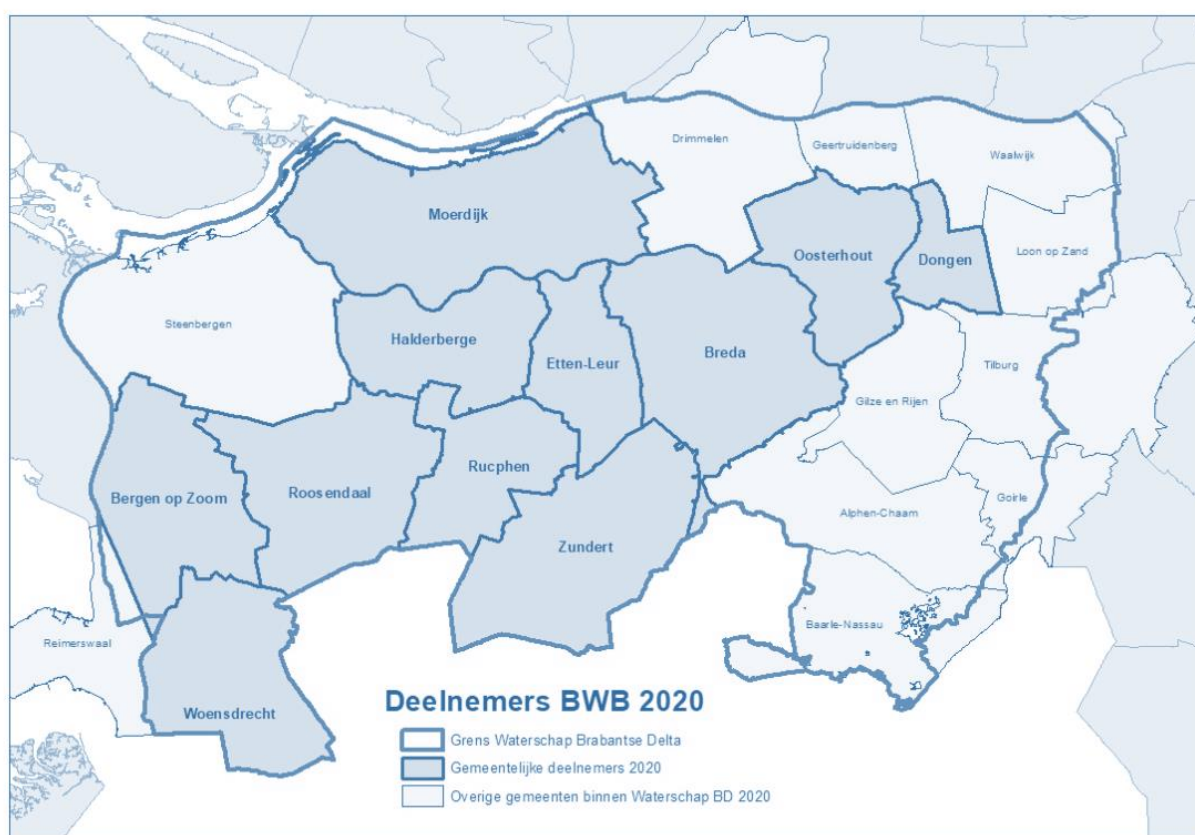 Drimmelen
Geertruidenberg
Waalwijk
Moerdijk
Oosterhout
Dongen
Loon op Zand
Steenbergen
Halderberge
Etten-Leur
Breda
Tilburg
Gilze en Rijen
Bergen op Zoom
Roosendaal
Rucphen
Goirle
Alphen-Chaam
Zundert
Baarle-Nassau
Reimerswaal
Woensdrecht
Deelnemers BWB 2020
Grens Waterschap Brabantse Delta
Gemeentelijke deelnemers 2020
Overige gemeenten binnen Waterschap BD 2020